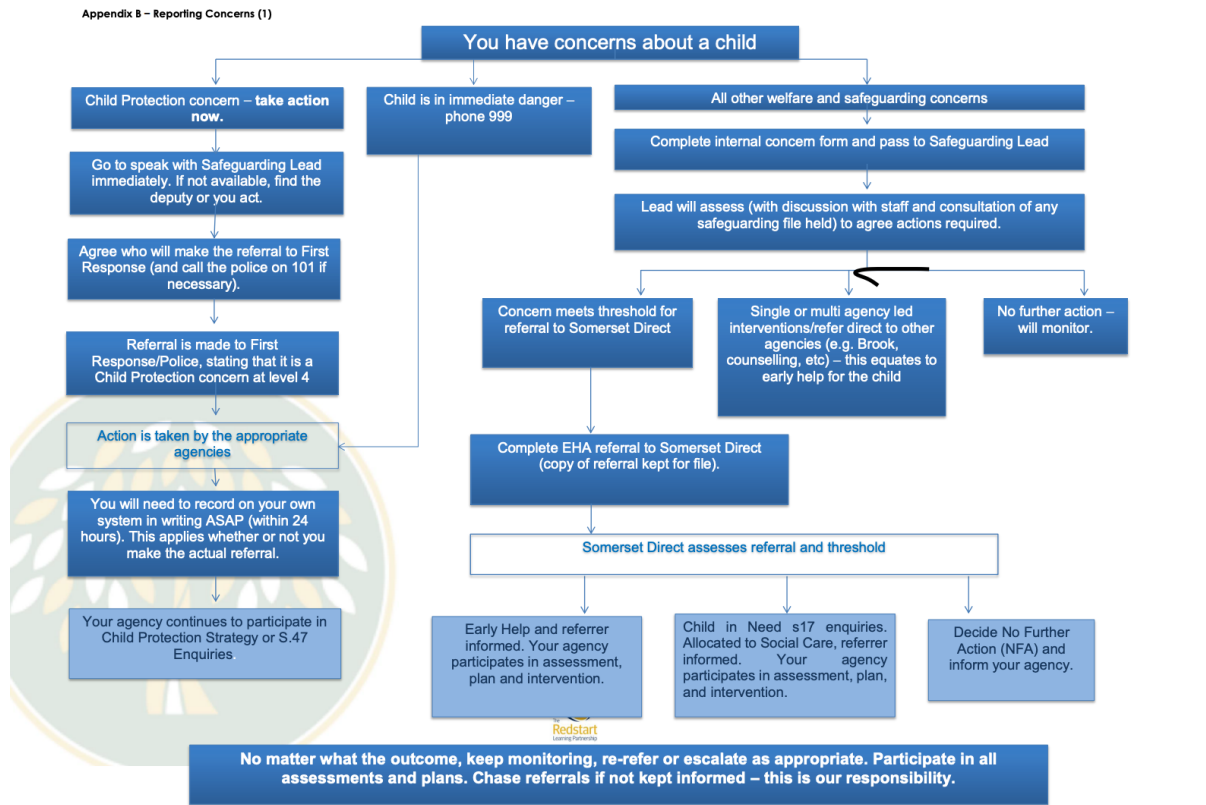 Appendix B – Reporting Concerns (1)
You have concerns about a child
Child Protection concern – take action
now.
Go to speak with Safeguarding Lead
immediately. If not available, find the
deputy or you act.
Agree who will make the referral to First
Response (and call the police on 101 if
necessary).
Referral is made to First
Response/Police, stating that it is a
Child Protection concern at level 4
Action is taken by the appropriate
agencies
You will need to record on your own
system in writing ASAP (within 24
hours). This applies whether or not you
make the actual referral.
Your agency continues to participate in
Child Protection Strategy or S.47
Enquiries.
Child is in immediate danger –
phone 999
All other welfare and safeguarding concerns
Complete internal concern form and pass to Safeguarding Lead
Lead will assess (with discussion with staff and consultation of any
safeguarding file held) to agree actions required.
Concern meets threshold for
referral to Somerset Direct
Single or multi agency led
interventions/refer direct to other
agencies (e.g. Brook,
counselling, etc) – this equates to
early help for the child
No further action –
will monitor.
Complete EHA referral to Somerset Direct
(copy of referral kept for file).
Somerset Direct assesses referral and threshold
Early Help and referrer
informed. Your agency
participates in assessment,
plan and intervention.
Child in Need s17 enquiries.
Allocated to Social Care, referrer
informed. Your agency
participates in assessment, plan,
and intervention.
Decide No Further
Action (NFA) and
inform your agency.
The
Redstart
Learning Partnership
No matter what the outcome, keep monitoring, re-refer or escalate as appropriate. Participate in all
assessments and plans. Chase referrals if not kept informed – this is our responsibility.